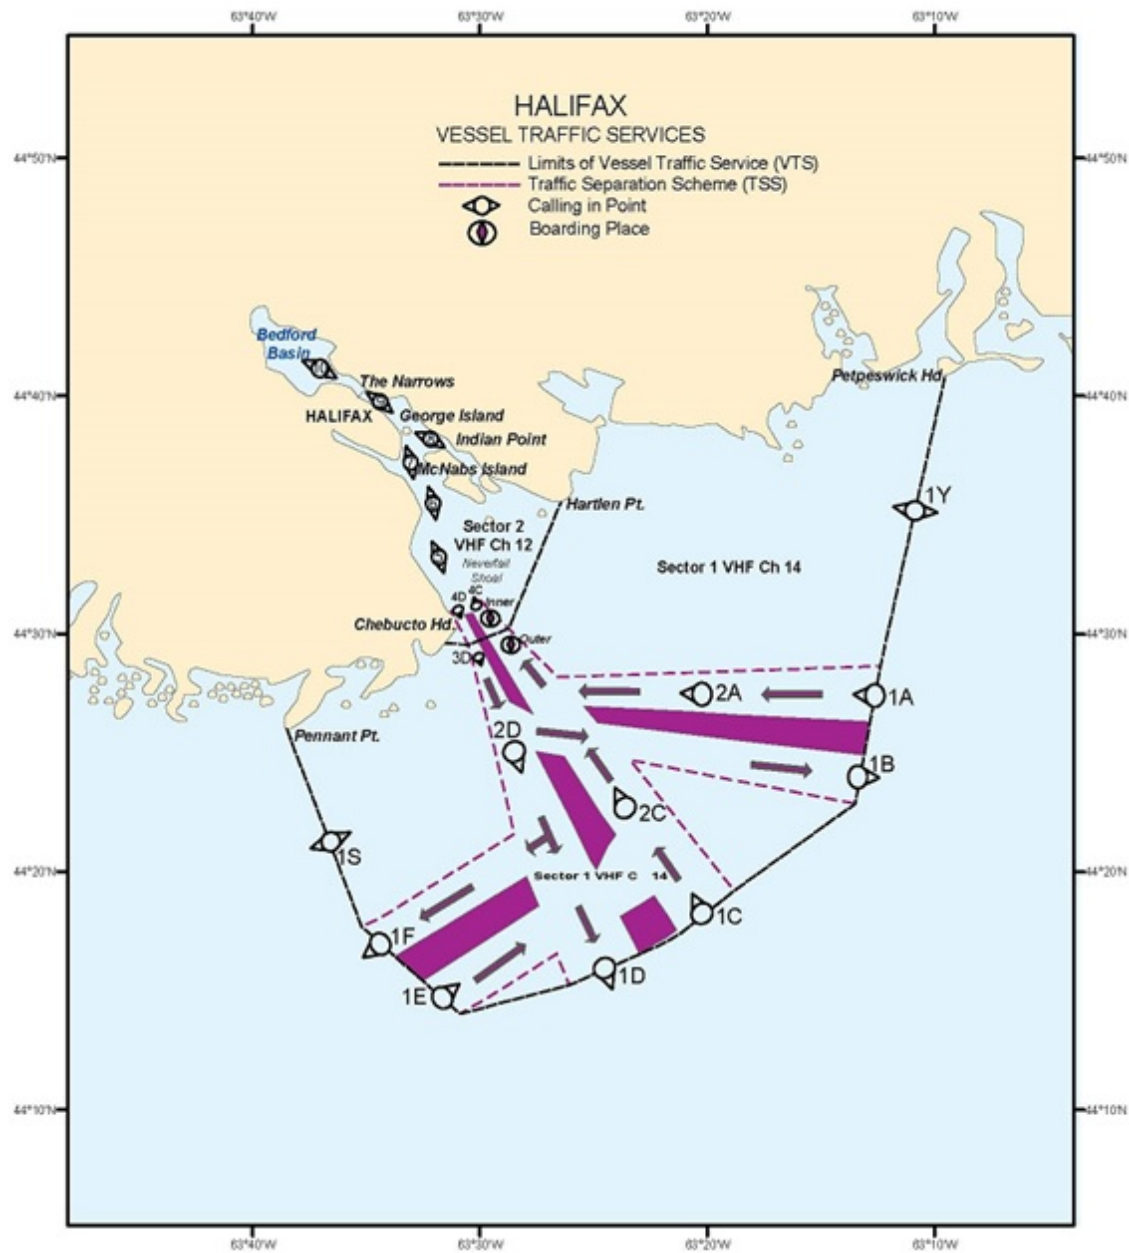 63°40'W 63°30'W 63°20'W 63°10'W
HALIFAX
VESSEL TRAFFIC SERVICES
Limits of Vessel Traffic Service (VTS)
44°50'N 44°50'N
Traffic Separation Scheme (TSS)
Calling in Point
Boarding Place
Bedford
Basin
The Narrows
Petpeswick Hd.
44°40'N 44°40'N
HALIFAX
George Island
Indian Point
McNabs Island
1Y
Hartlen Pt.
Sector 2
VHF Ch 12
Neverfail
Shoal
Sector 1 VHF Ch 14
4D 4C Inner
Chebucto Hd.
44°30'N 44°30'N
Outer
3D
2A 1A
2D
Pennant Pt.
1B
2C
1S
44°20'N 44°20'N
Sector 1 VHF C 14
1C
1F
1D
1E
44°10'N 44°10'N
63°40'W 63°30'W 63°20'W 63°10'W